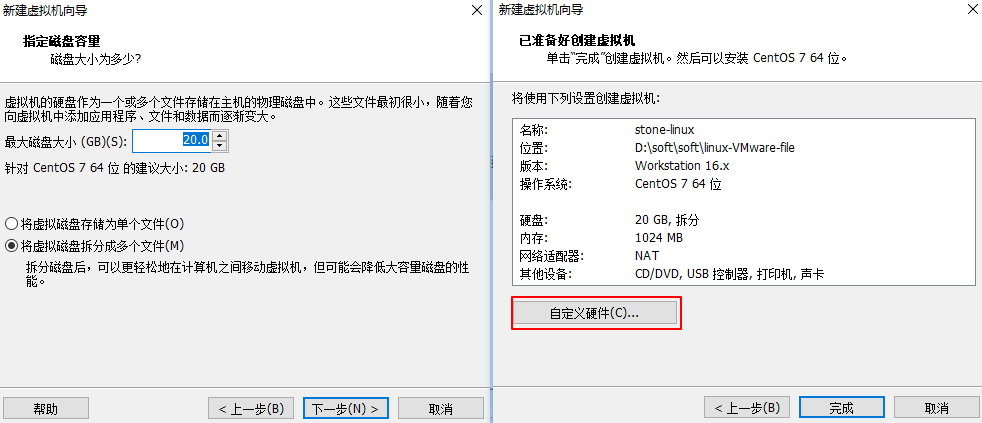 新建虚拟机向导
指定磁盘容量
磁盘大小为多少?
虚拟机的硬盘作为一个或多个文件存储在主机的物理磁盘中。这些文件最初很小，随着您
向虚拟机中添加应用程序、文件和数据而逐渐变大。
最大磁盘大小 (GB)(S): 20.0
针对 CentOS 7 64 位 的建议大小: 20 GB
将虚拟磁盘存储为单个文件(O)
将虚拟磁盘拆分成多个文件(M)
拆分磁盘后，可以更轻松地在计算机之间移动虚拟机，但可能会降低大容量磁盘的性
能。
帮助
< 上一步(B)
下一步(N) >
取消
新建虚拟机向导
已准备好创建虚拟机
单击“完成”创建虚拟机。然后可以安装 CentOS 7 64 位。
将使用下列设置创建虚拟机:
名称: stone-linux
位置: D:\soft\soft\linux-VMware-file
版本: Workstation 16.x
操作系统: CentOS 7 64 位
硬盘: 20 GB, 拆分
内存: 1024 MB
网络适配器: NAT
其他设备: CD/DVD, USB 控制器, 打印机, 声卡
自定义硬件(C)...
< 上一步(B)
完成
取消